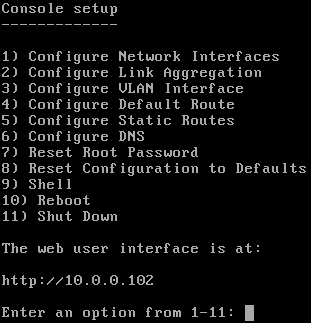 Console setup
-------------
1) Configure Network Interfaces
2) Configure Link Aggregation
3) Configure VLAN Interface
4) Configure Default Route
5) Configure Static Routes
6) Configure DNS
7) Reset Root Password
8) Reset Configuration to Defaults
9) Shell
10) Reboot
11) Shut Down
The web user interface is at:
http://10.0.0.102
Enter an option from 1-11: